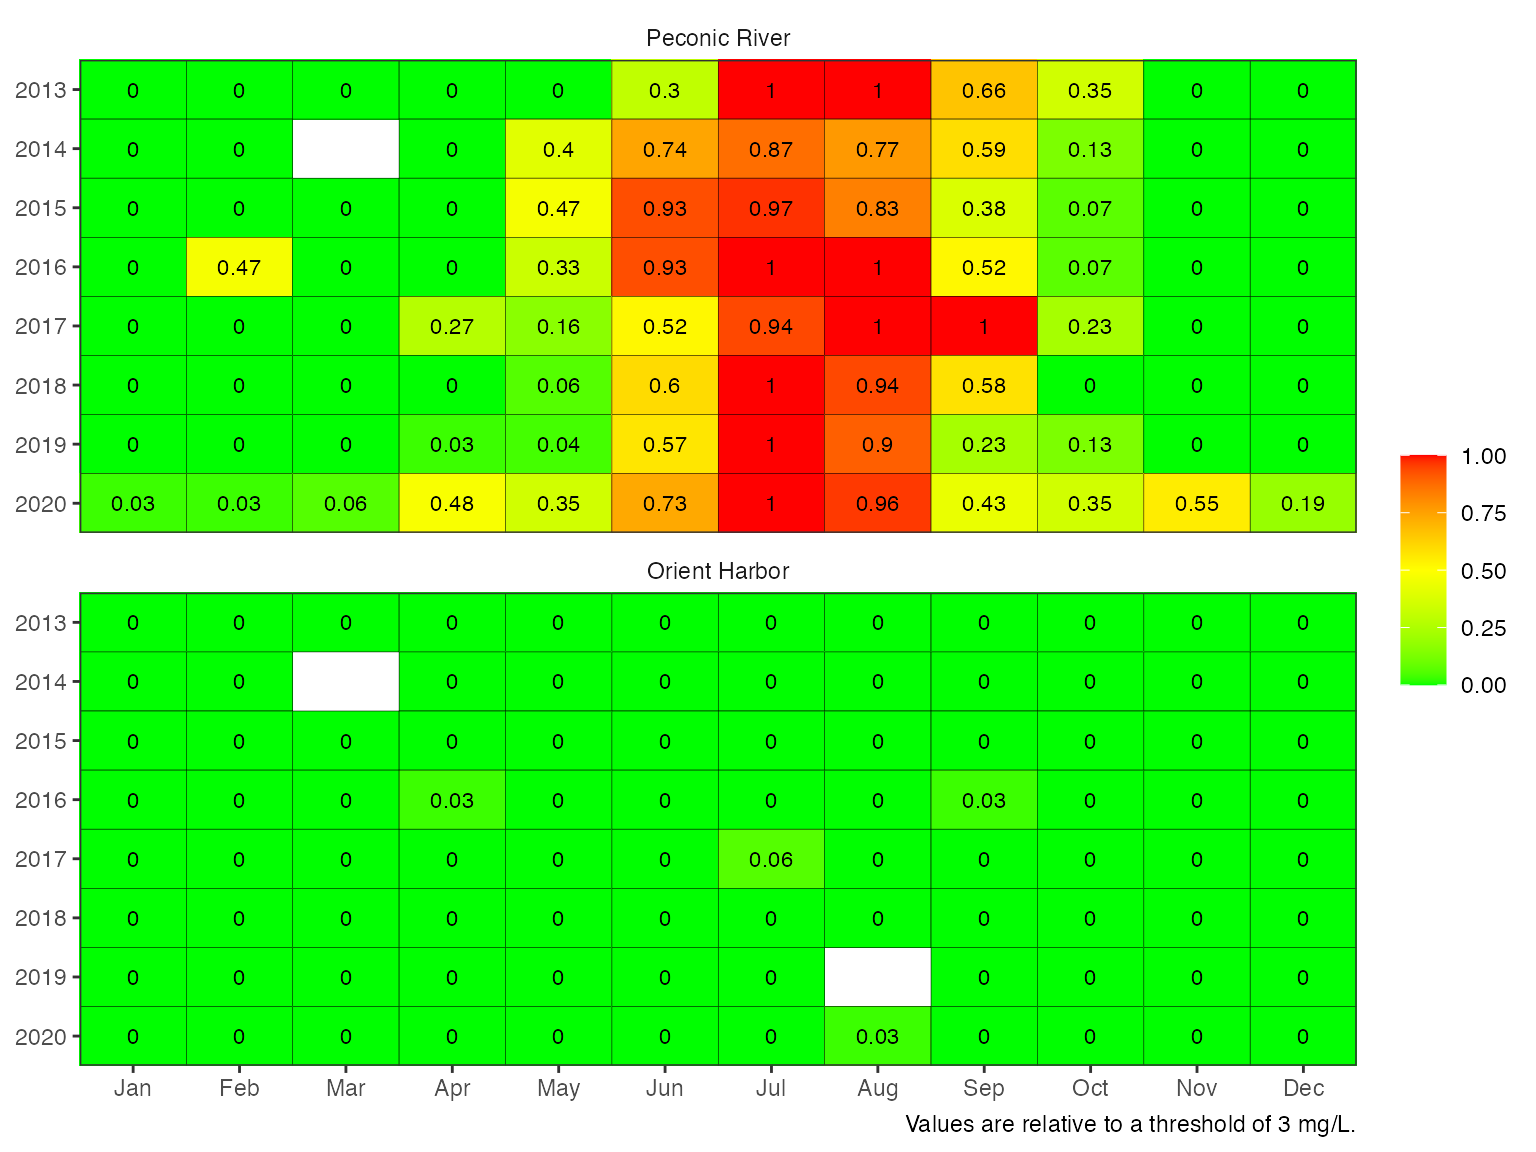 Peconic River
2013 0 0 0 0 0 0.3 1 1 0.66 0.35 0 0
2014 0 0 0 0.4 0.74 0.87 0.77 0.59 0.13 0 0
2015 0 0 0 0 0.47 0.93 0.97 0.83 0.38 0.07 0 0
2016 0 0.47 0 0 0.33 0.93 1 1 0.52 0.07 0 0
2017 0 0 0 0.27 0.16 0.52 0.94 1 1 0.23 0 0
2018 0 0 0 0 0.06 0.6 1 0.94 0.58 0 0 0
2019 0 0 0 0.03 0.04 0.57 1 0.9 0.23 0.13 0 0
2020 0.03 0.03 0.06 0.48 0.35 0.73 1 0.96 0.43 0.35 0.55 0.19
Orient Harbor
2013 0 0 0 0 0 0 0 0 0 0 0 0
2014 0 0 0 0 0 0 0 0 0 0 0
2015 0 0 0 0 0 0 0 0 0 0 0 0
2016 0 0 0 0.03 0 0 0 0 0.03 0 0 0
2017 0 0 0 0 0 0 0.06 0 0 0 0 0
2018 0 0 0 0 0 0 0 0 0 0 0 0
2019 0 0 0 0 0 0 0 0 0 0 0
2020 0 0 0 0 0 0 0 0.03 0 0 0 0
Jan Feb Mar Apr May Jun Jul Aug Sep Oct Nov Dec
Values are relative to a threshold of 3 mg/L.
1.00
0.75
0.50
0.25
0.00